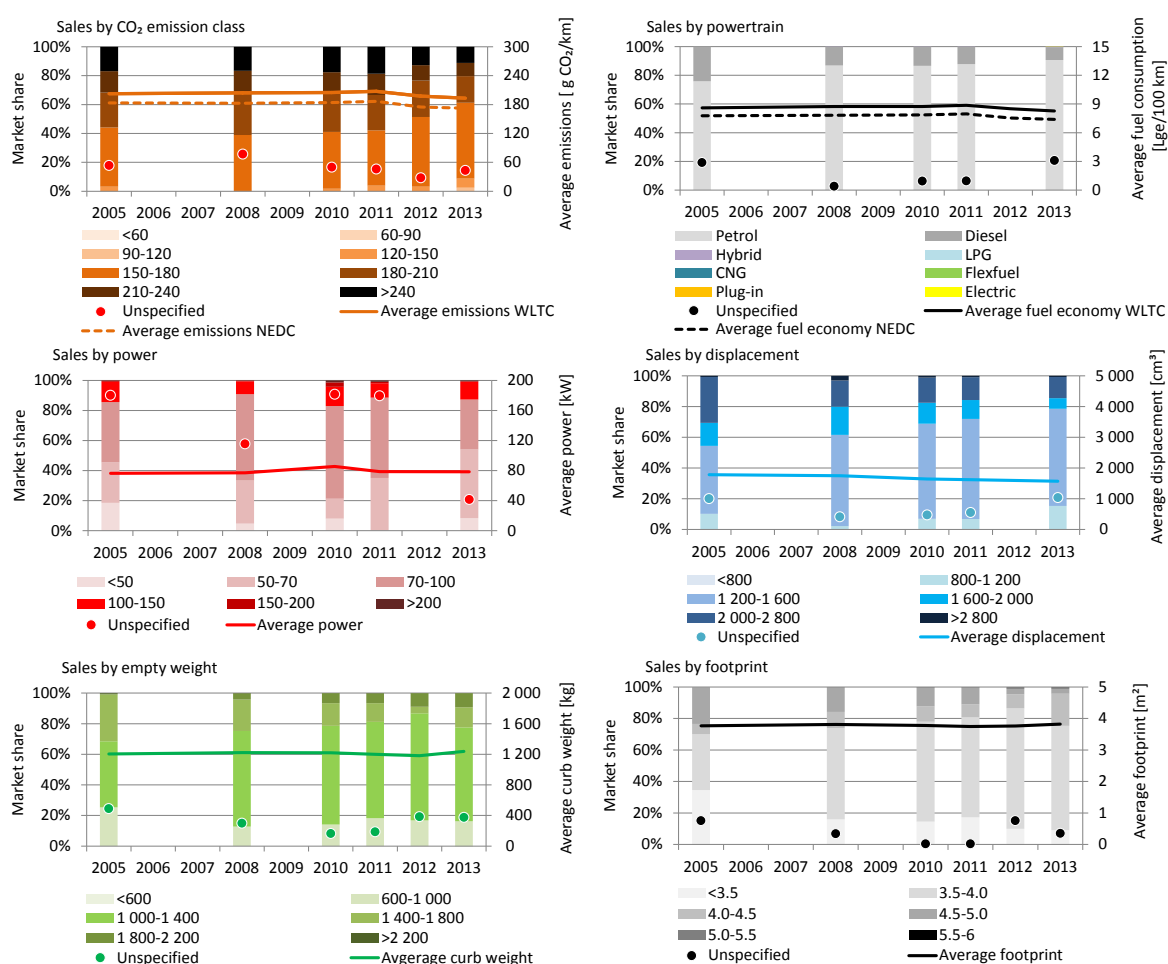 Sales by CO₂ emission class
Market share
100%
80%
60%
40%
20%
0%
300
240
180
120
60
0
Average emissions [ g CO₂/km]
2005 2006 2007 2008 2009 2010 2011 2012 2013
<60 60-90
90-120 120-150
150-180 180-210
210-240 >240
Unspecified Average emissions WLTC
Average emissions NEDC
Sales by powertrain
Market share
100%
80%
60%
40%
20%
0%
15
12
9
6
3
0
Average fuel consumption
[Lge/100 km]
2005 2006 2007 2008 2009 2010 2011 2012 2013
Petrol Diesel
Hybrid LPG
CNG Flexfuel
Plug-in Electric
Unspecified Average fuel economy WLTC
Average fuel economy NEDC
Sales by power
Market share
100%
80%
60%
40%
20%
0%
200
160
120
80
40
0
Average power [kW]
2005 2006 2007 2008 2009 2010 2011 2012 2013
<50 50-70 70-100
100-150 150-200 >200
Unspecified Average power
Sales by displacement
Market share
100%
80%
60%
40%
20%
0%
5 000
4 000
3 000
2 000
1 000
0
Average displacement [cm³]
2005 2006 2007 2008 2009 2010 2011 2012 2013
<800 800-1 200
1 200-1 600 1 600-2 000
2 000-2 800 >2 800
Unspecified Average displacement
Sales by empty weight
Market share
100%
80%
60%
40%
20%
0%
2 000
1 600
1200
800
400
0
Average curb weight [kg]
2005 2006 2007 2008 2009 2010 2011 2012 2013
<600 600-1 000
1 000-1 400 1 400-1 800
1 800-2 200 >2 200
Unspecified Avgerage curb weight
Sales by footprint
Market share
100%
80%
60%
40%
20%
0%
5
4
3
2
1
0
Average footprint [m²]
2005 2006 2007 2008 2009 2010 2011 2012 2013
<3.5 3.5-4.0
4.0-4.5 4.5-5.0
5.0-5.5 5.5-6
Unspecified Average footprint